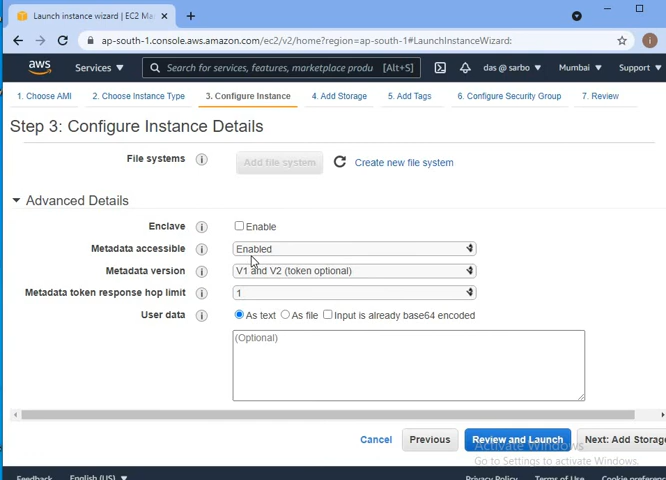 Launch instance wizard | EC2 Ma
ap-south-1.console.aws.amazon.com/ec2/v2/home?region=ap-south-1#LaunchInstanceWizard:
i
aws Services Search for services, features, marketplace produ [Alt+S] das @ sarbo Mumbai Support
1. Choose AMI 2. Choose Instance Type 3. Configure Instance 4. Add Storage 5. Add Tags 6. Configure Security Group 7. Review
Step 3: Configure Instance Details
File systems i Add file system Create new file system
Advanced Details
Enclave i Enable
Metadata accessible i Enabled
Metadata version i V1 and V2 (token optional)
Metadata token response hop limit i 1
User data i As text As file Input is already base64 encoded
(Optional)
Cancel Previous Review and Launch Next: Add Storage
Activate Windows
Go to Settings to activate Windows.
Feedback English (US) Privacy Policy Terms of Use Cookie preferenc